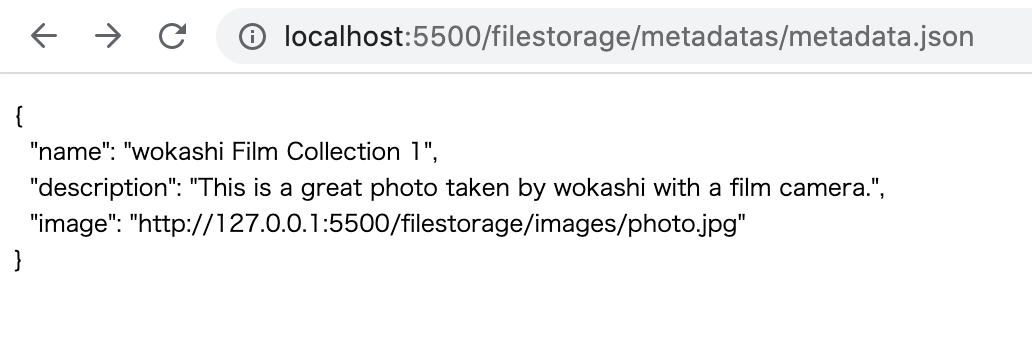 localhost:5500/filestorage/metadatas/metadata.json
{
"name": "wokashi Film Collection 1",
"description": "This is a great photo taken by wokashi with a film camera.",
"image": "http://127.0.0.1:5500/filestorage/images/photo.jpg"
}